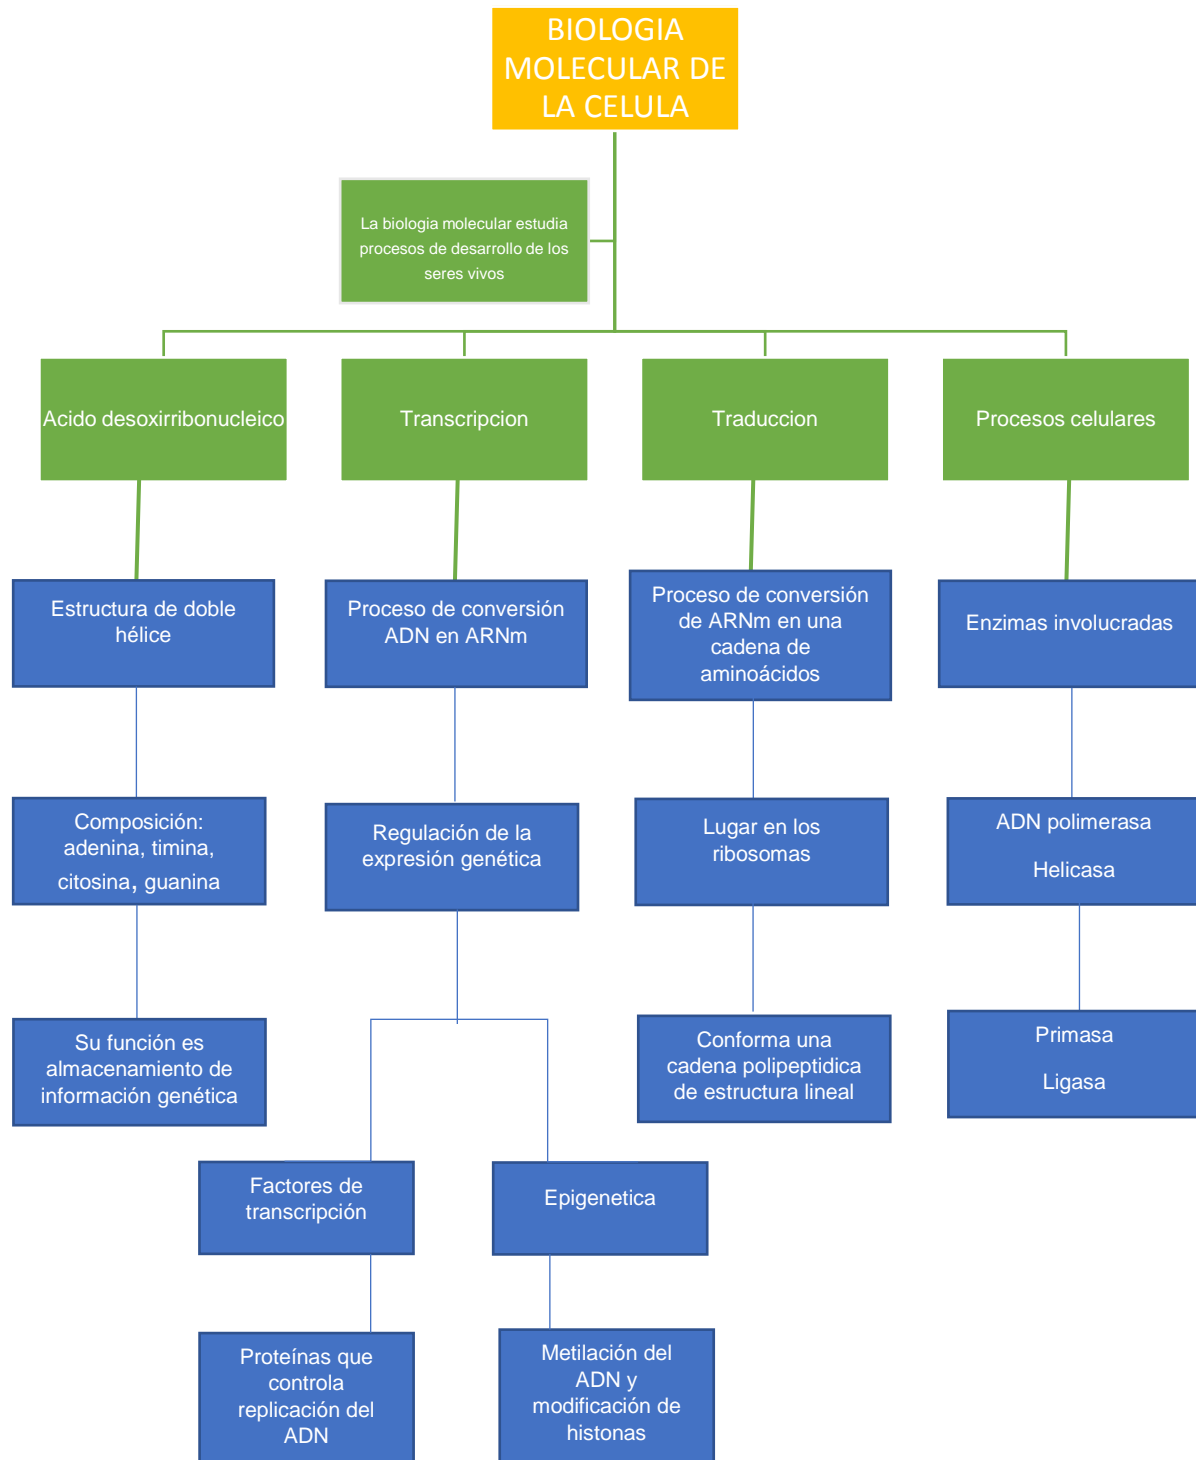 BIOLOGIA
MOLECULAR DE
LA CELULA
La biologia molecular estudia
procesos de desarrollo de los
seres vivos
Acido desoxirribonucleico
Transcripcion
Traduccion
Procesos celulares
Estructura de doble
hélice
Proceso de conversión
ADN en ARNm
Proceso de conversión
de ARNm en una
cadena de
aminoácidos
Enzimas involucradas
Composición:
adenina, timina,
citosina, guanina
Regulación de la
expresión genética
Lugar en los
ribosomas
ADN polimerasa
Helicasa
Su función es
almacenamiento de
información genética
Conforma una
cadena polipeptidica
de estructura lineal
Primasa
Ligasa
Factores de
transcripción
Epigenetica
Proteínas que
controla
replicación del
ADN
Metilación del
ADN y
modificación de
histonas